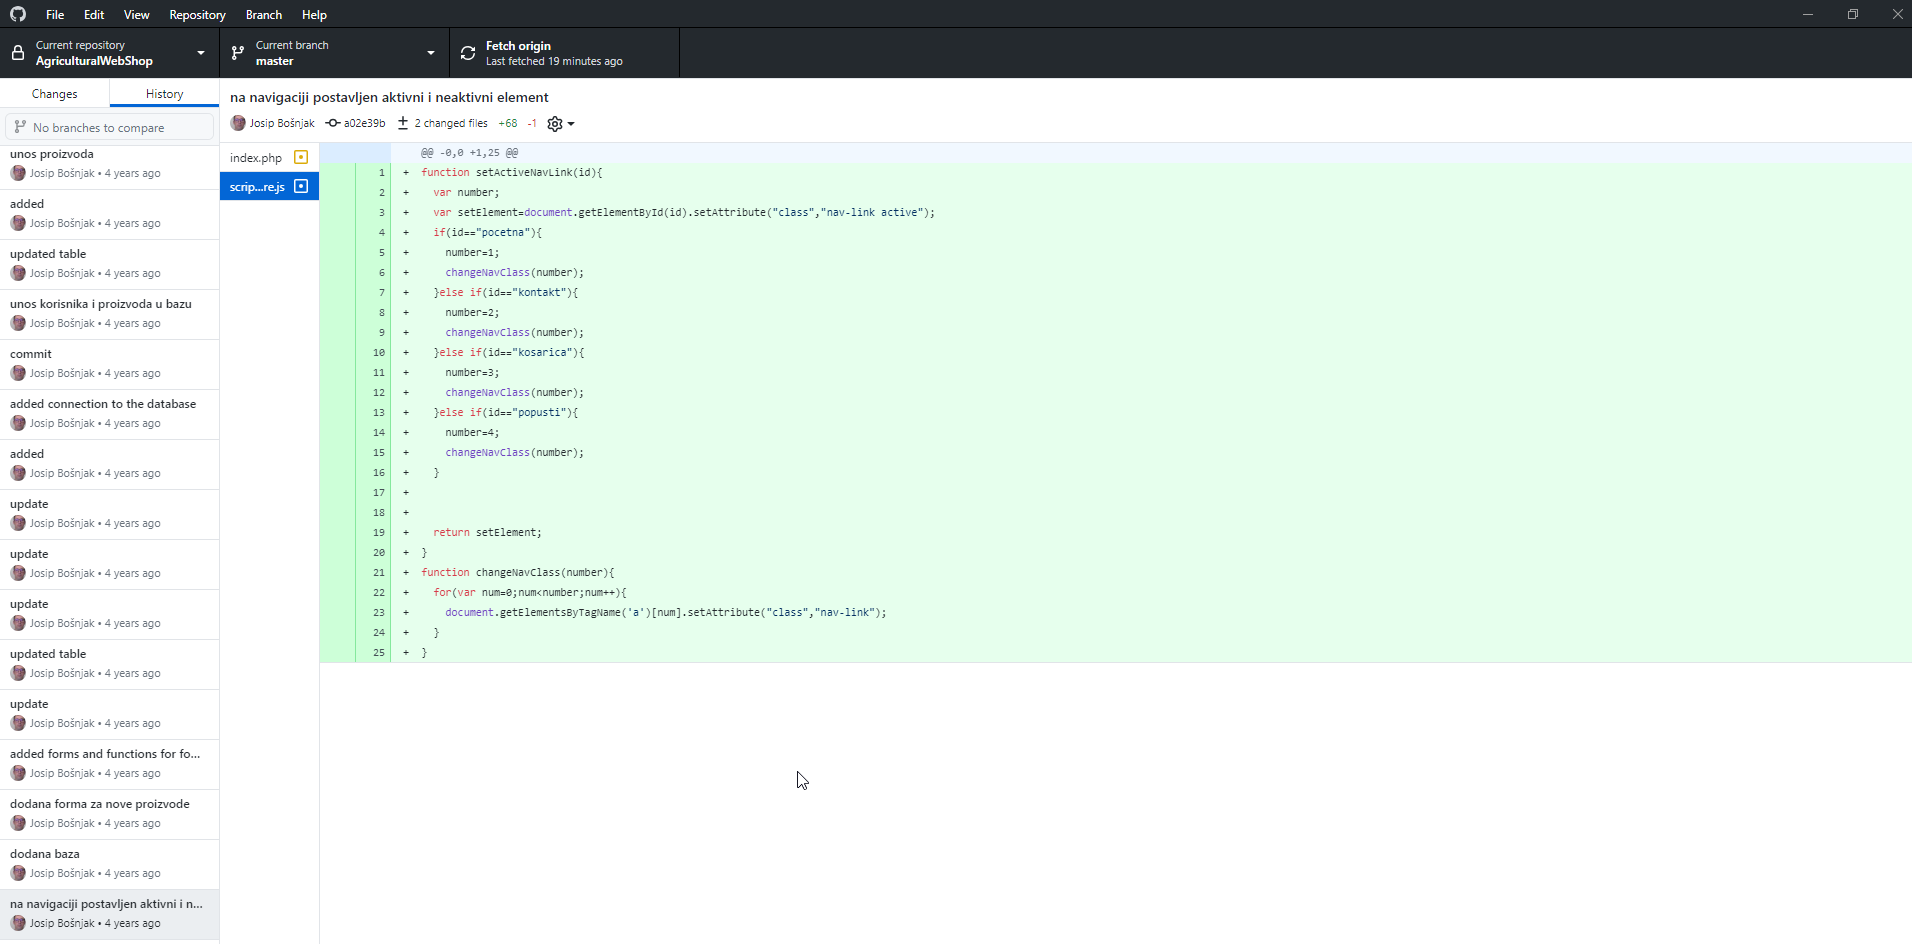 File Edit View Repository Branch Help
Current repository
AgriculturalWebShop
Current branch
master
Fetch origin
Last fetched 19 minutes ago
Changes History
No branches to compare
unos proizvoda
Josip Bošnjak • 4 years ago
added
Josip Bošnjak • 4 years ago
updated table
Josip Bošnjak • 4 years ago
unos korisnika i proizvoda u bazu
Josip Bošnjak • 4 years ago
commit
Josip Bošnjak • 4 years ago
added connection to the database
Josip Bošnjak • 4 years ago
added
Josip Bošnjak • 4 years ago
update
Josip Bošnjak • 4 years ago
update
Josip Bošnjak • 4 years ago
update
Josip Bošnjak • 4 years ago
updated table
Josip Bošnjak • 4 years ago
update
Josip Bošnjak • 4 years ago
added forms and functions for fo...
Josip Bošnjak • 4 years ago
dodana forma za nove proizvode
Josip Bošnjak • 4 years ago
dodana baza
Josip Bošnjak • 4 years ago
na navigaciji postavljen aktivni i n...
Josip Bošnjak • 4 years ago
na navigaciji postavljen aktivni i neaktivni element
Josip Bošnjak a02e39b 2 changed files +68 -1
index.php
scrip...re.js
@@ -0,0 +1,25 @@
1 + function setActiveNavLink(id){
2 + var number;
3 + var setElement=document.getElementById(id).setAttribute("class","nav-link active");
4 + if(id=="pocetna"){
5 + number=1;
6 + changeNavClass(number);
7 + }else if(id=="kontakt"){
8 + number=2;
9 + changeNavClass(number);
10 + }else if(id=="kosarica"){
11 + number=3;
12 + changeNavClass(number);
13 + }else if(id=="popusti"){
14 + number=4;
15 + changeNavClass(number);
16 + }
17 +
18 +
19 + return setElement;
20 + }
21 + function changeNavClass(number){
22 + for(var num=0;num<number;num++){
23 + document.getElementsByTagName('a')[num].setAttribute("class","nav-link");
24 + }
25 + }